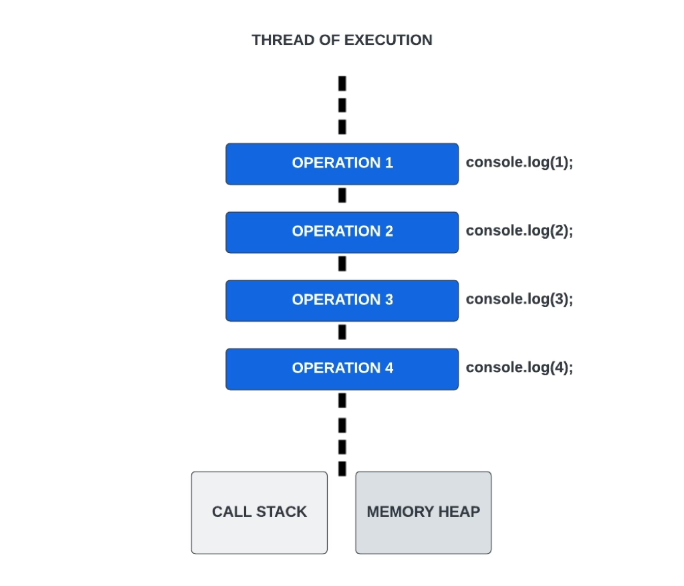 THREAD OF EXECUTION
OPERATION 1 console.log(1);
OPERATION 2 console.log(2);
OPERATION 3 console.log(3);
OPERATION 4 console.log(4);
CALL STACK MEMORY HEAP